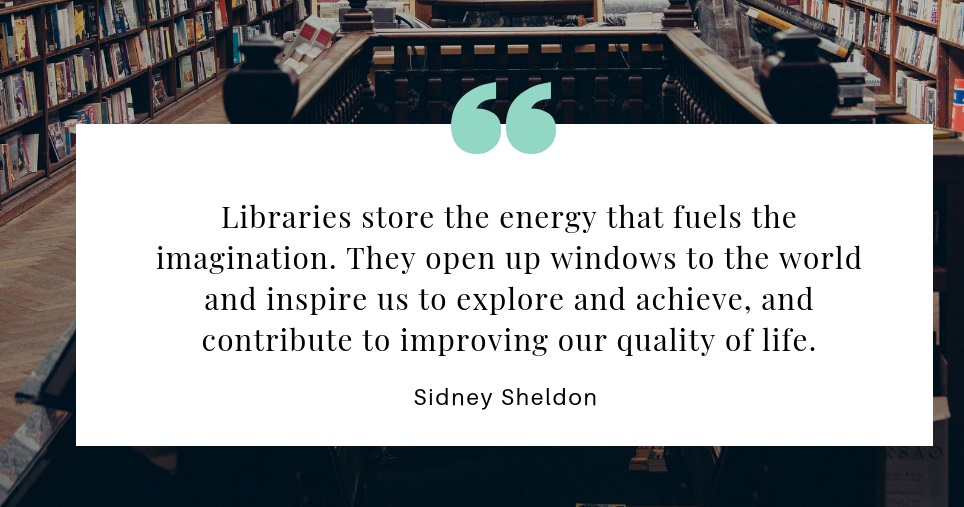 Libraries store the energy that fuels the
imagination. They open up windows to the world
and inspire us to explore and achieve, and
contribute to improving our quality of life.
Sidney Sheldon